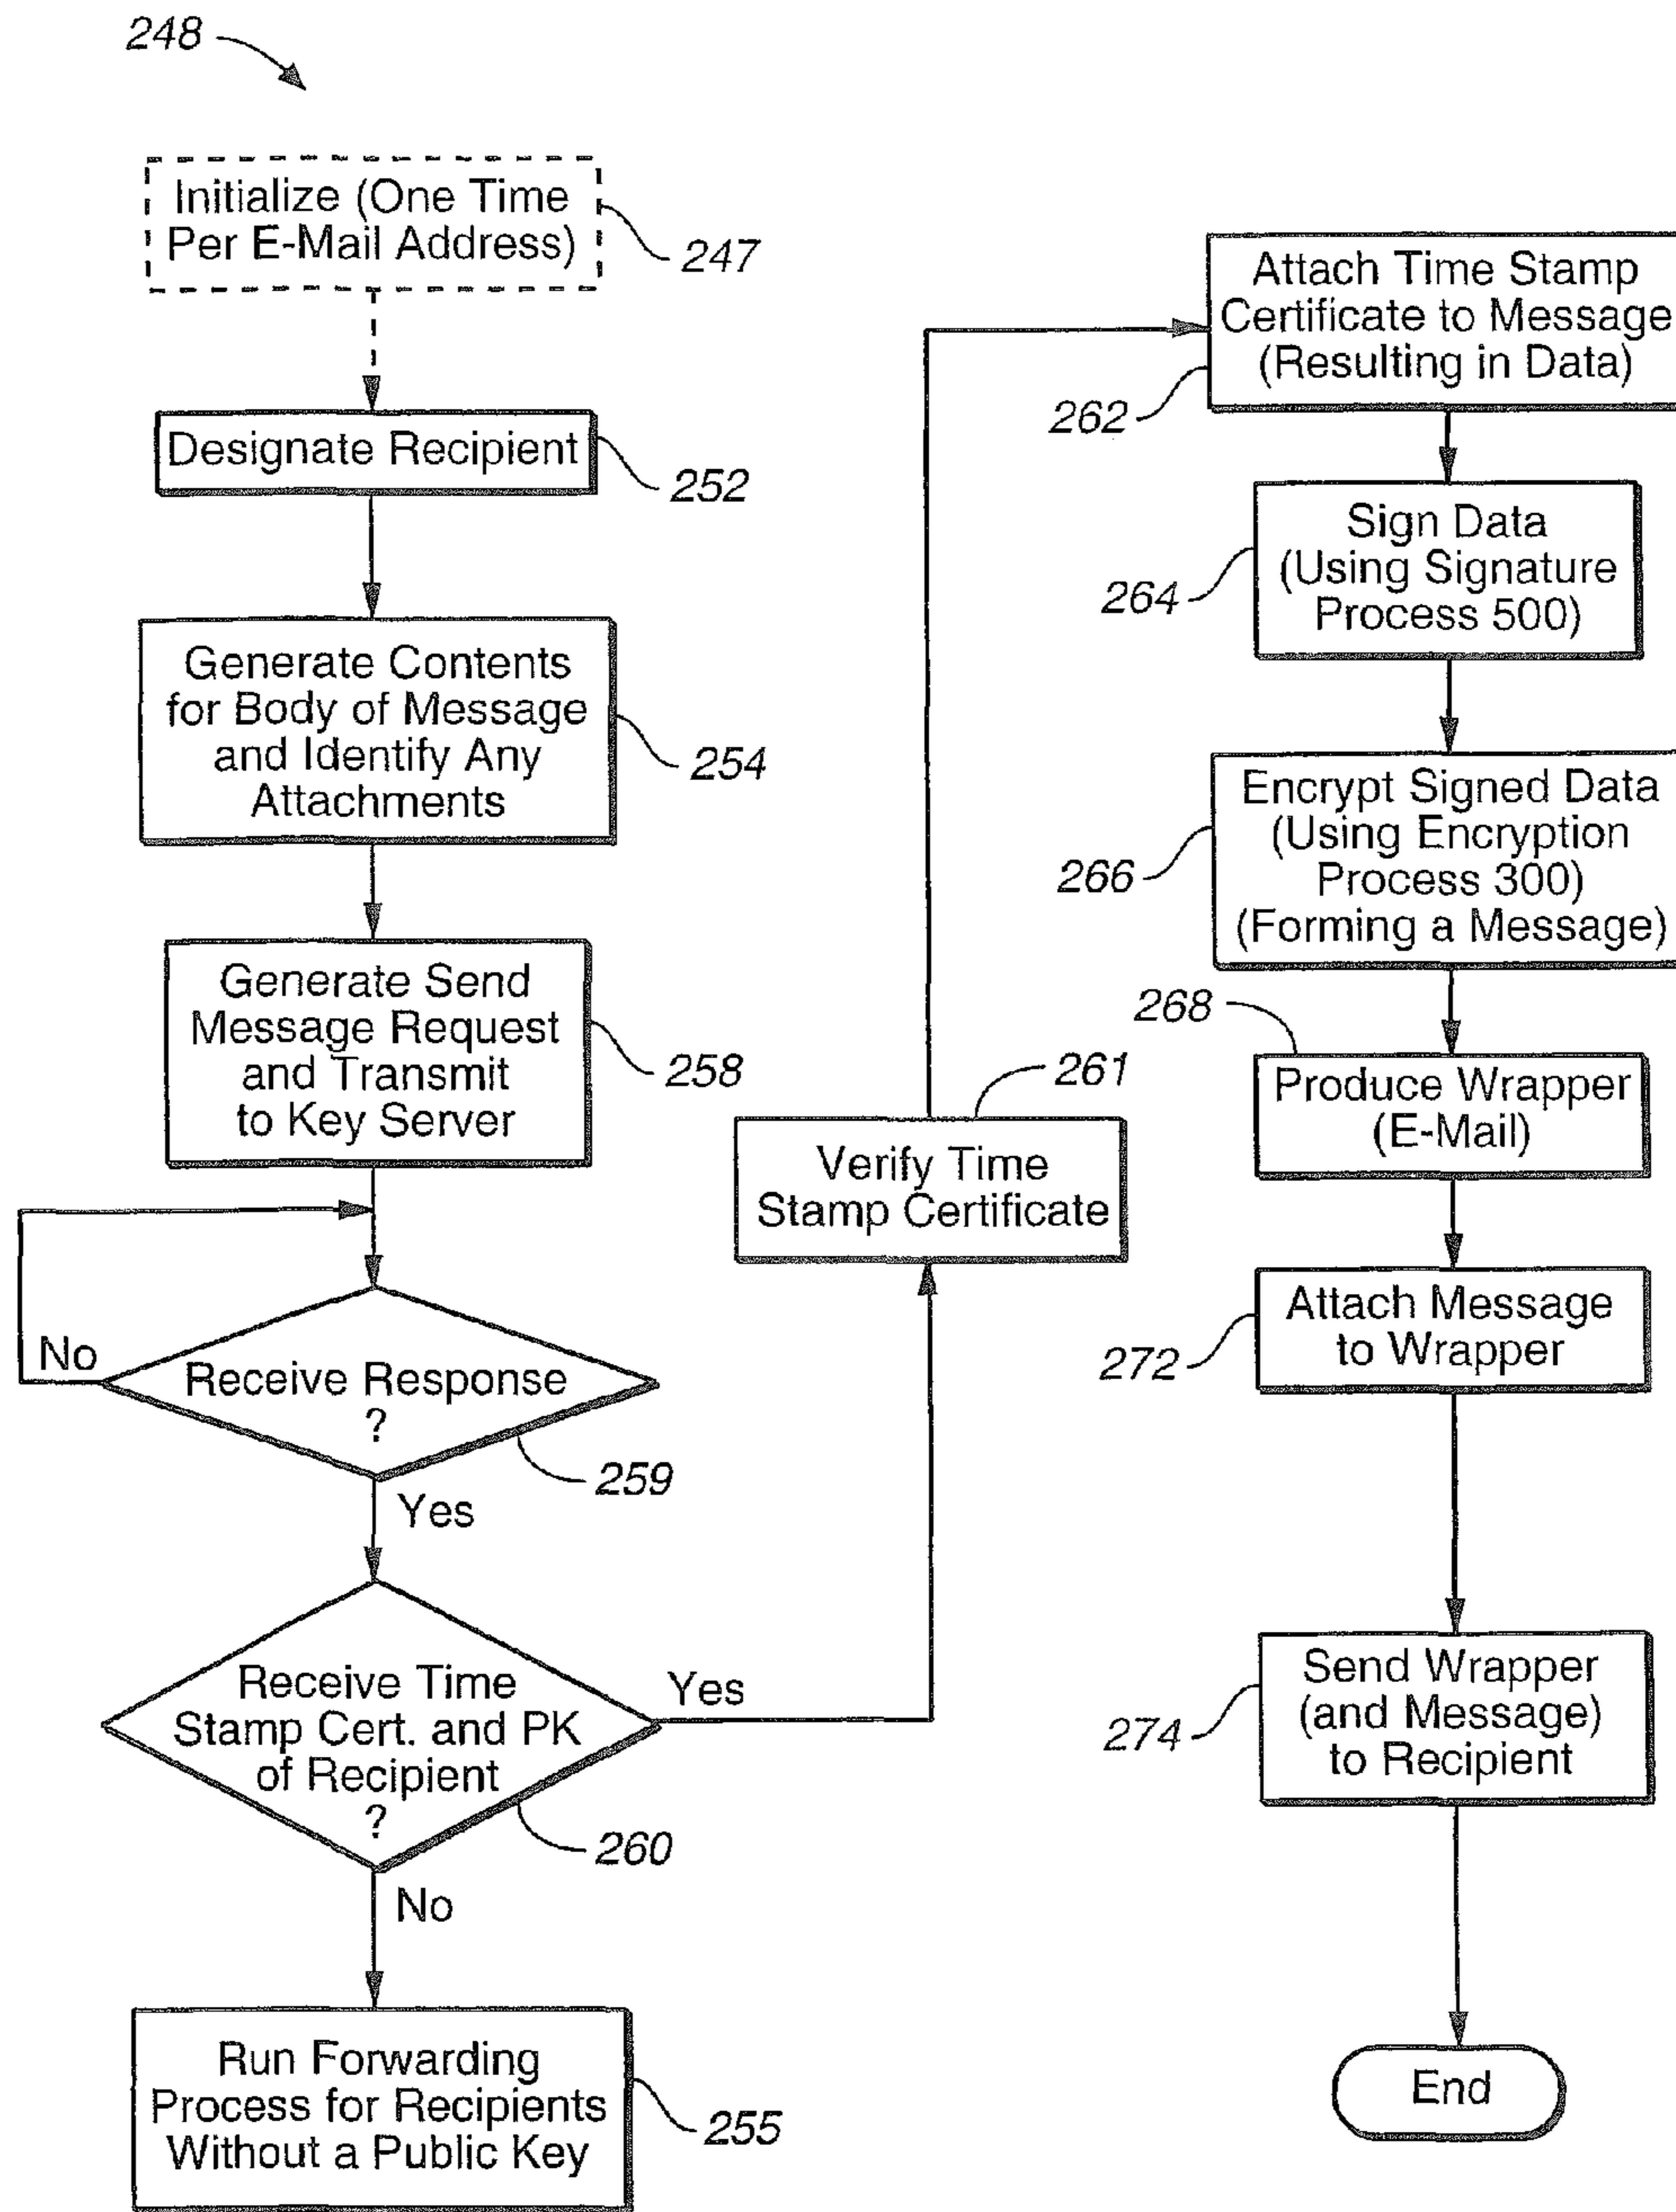 248
Initialize (One Time
Per E-Mail Address)
247
Designate Recipient
252
Generate Contents
for Body of Message
and Identify Any
Attachments
254
Generate Send
Message Request
and Transmit
to Key Server
258
No
Receive Response
?
259
Yes
Receive Time
Stamp Cert. and PK
of Recipient
?
260
Yes
No
Run Forwarding
Process for Recipients
Without a Public Key
255
261
Verify Time
Stamp Certificate
Attach Time Stamp
Certificate to Message
(Resulting in Data)
262
Sign Data
(Using Signature
Process 500)
264
Encrypt Signed Data
(Using Encryption
Process 300)
(Forming a Message)
266
268
Produce Wrapper
(E-Mail)
Attach Message
to Wrapper
272
Send Wrapper
(and Message)
to Recipient
274
End